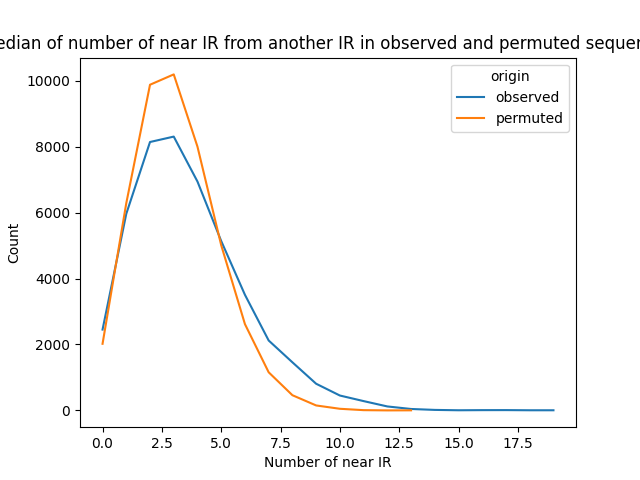 edian of number of near IR from another IR in observed and permuted sequer
origin
observed
permuted
Count
10000
8000
6000
4000
2000
0
0.0 2.5 5.0 7.5 10.0 12.5 15.0 17.5
Number of near IR